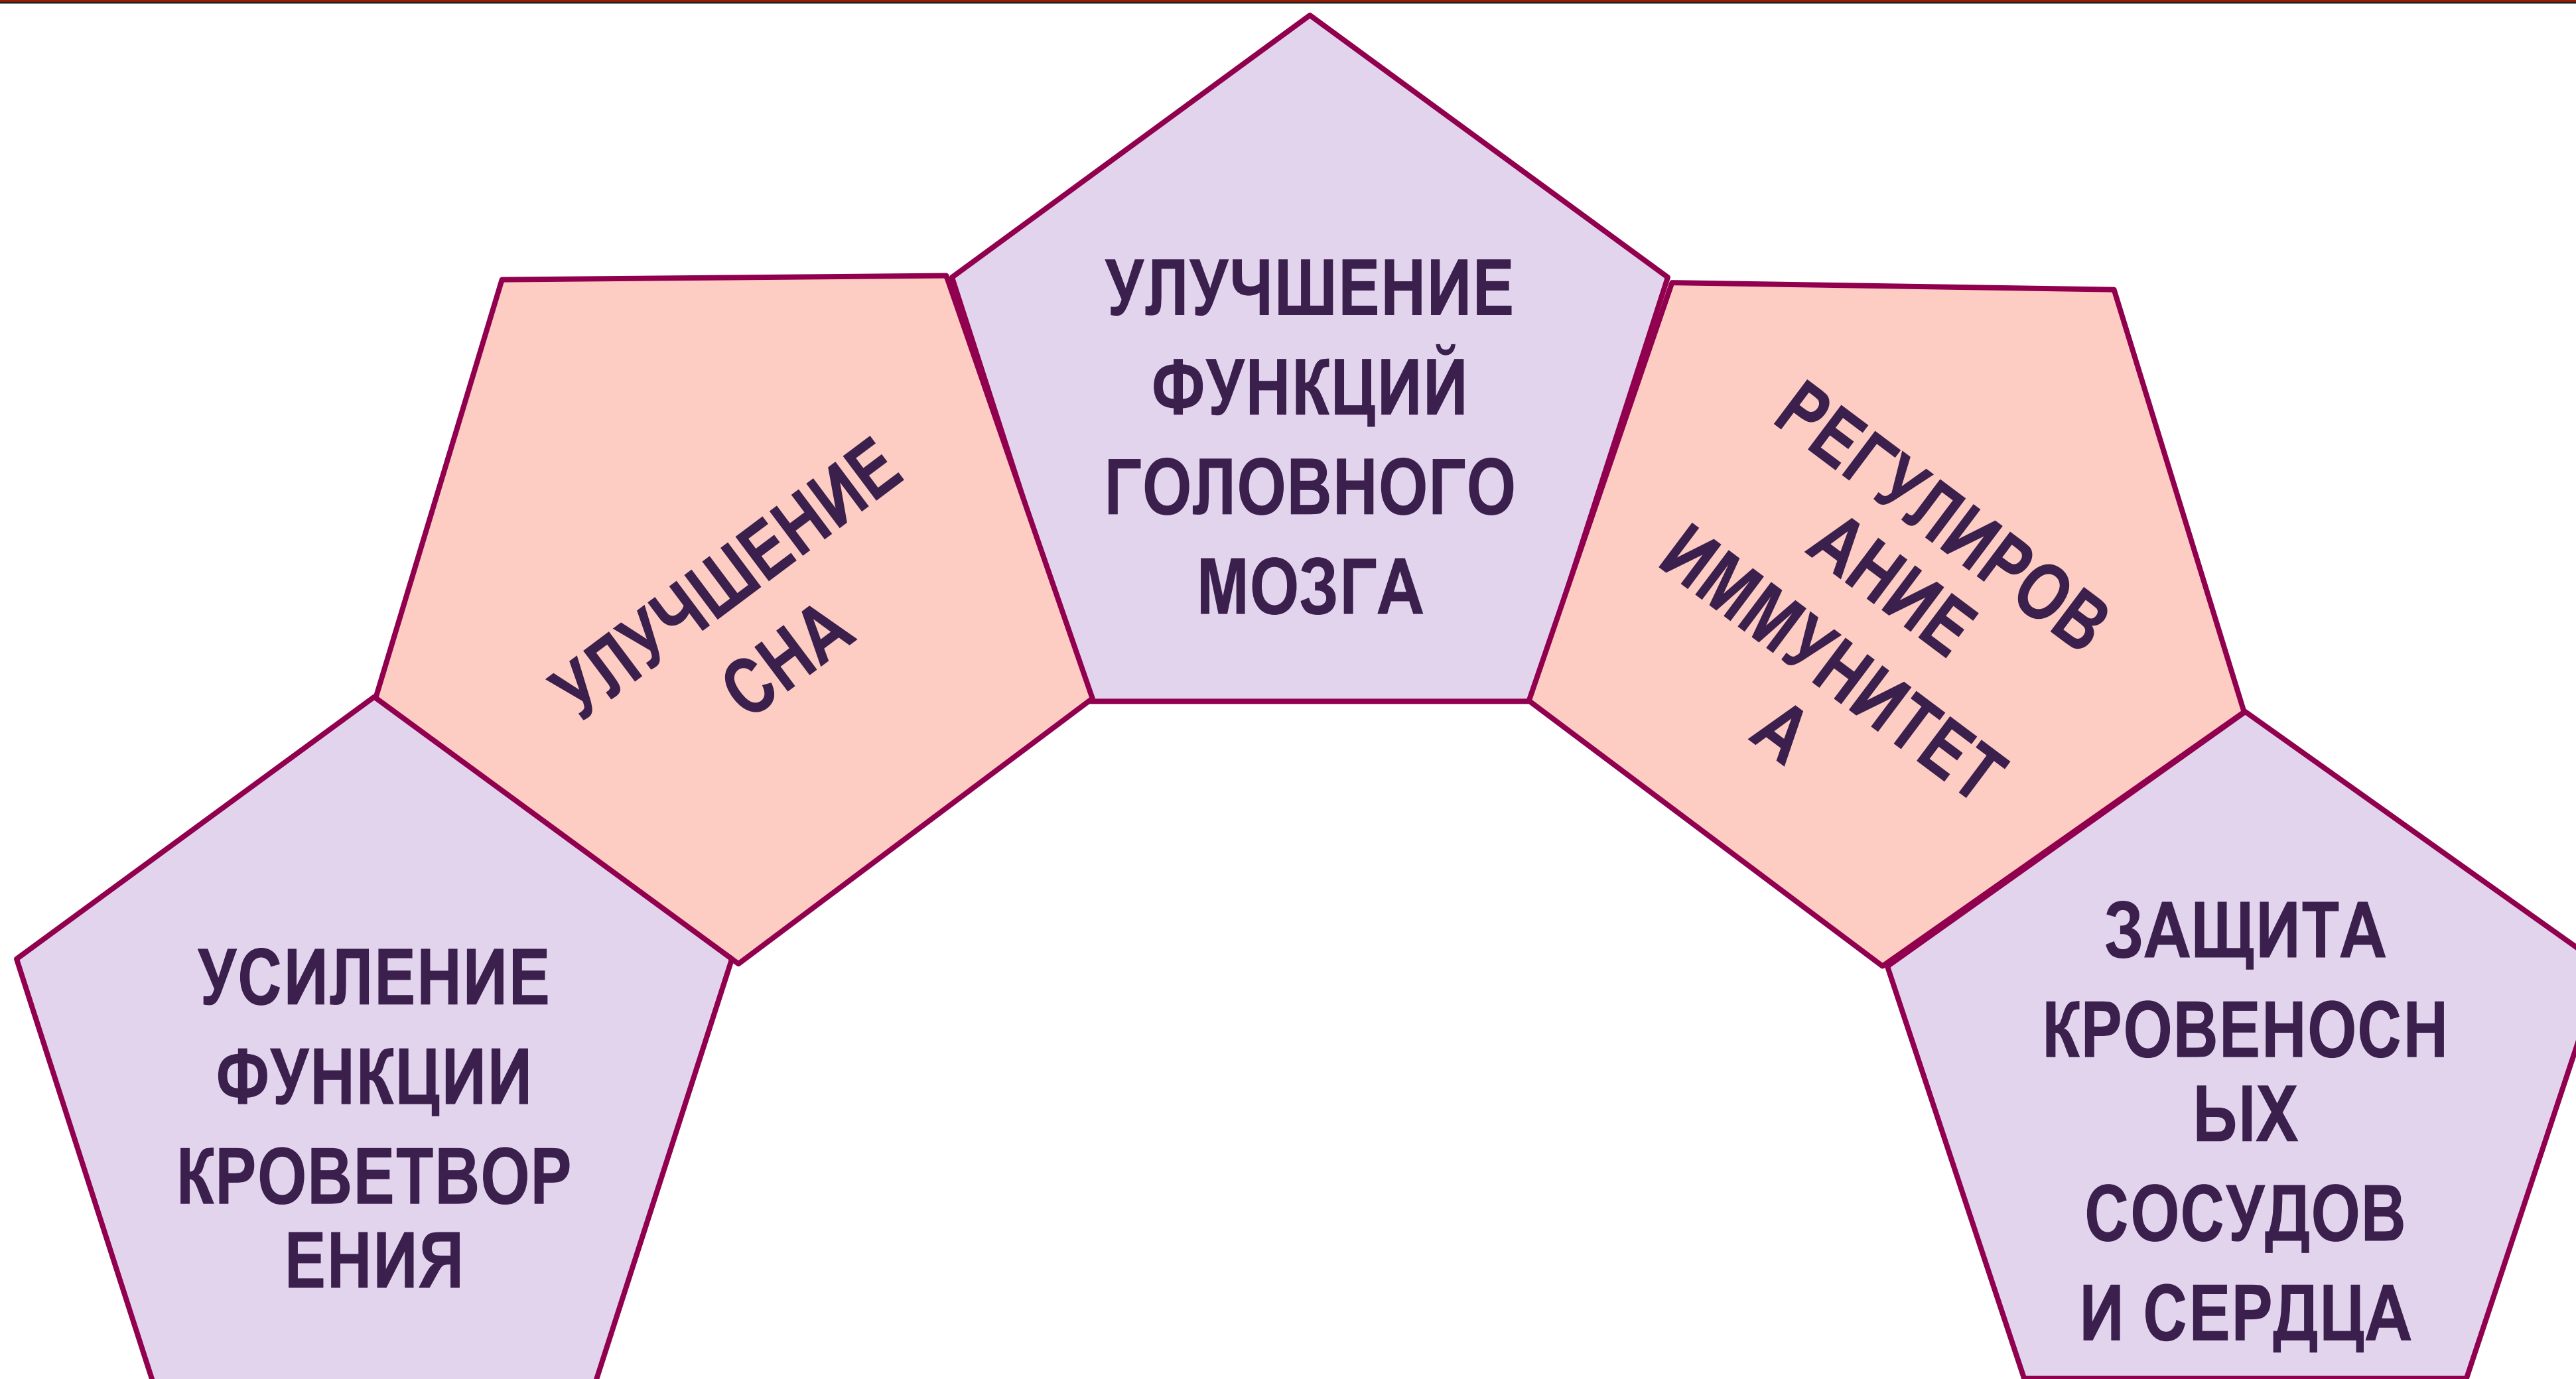 УСИЛЕНИЕ
ФУНКЦИИ
КРОВЕТВОР
ЕНИЯ
УЛУЧШЕНИЕ
СНА
УЛУЧШЕНИЕ
ФУНКЦИЙ
ГОЛОВНОГО
МОЗГА
РЕГУЛИРОВ
АНИЕ
ИММУНИТЕТ
А
ЗАЩИТА
КРОВЕНОСН
ЫХ
СОСУДОВ
И СЕРДЦА